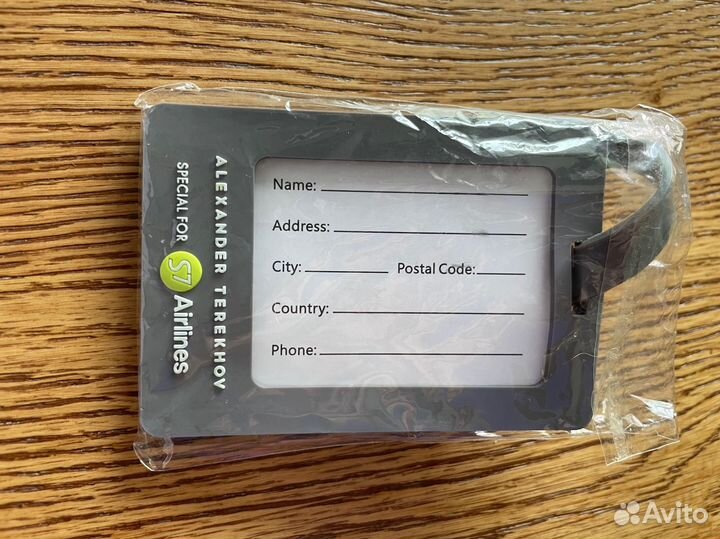 ALEXANDER TEREKHOV
SPECIAL FOR S7 Airlines
Name:
Address:
City: Postal Code:
Country:
Phone:
Avito